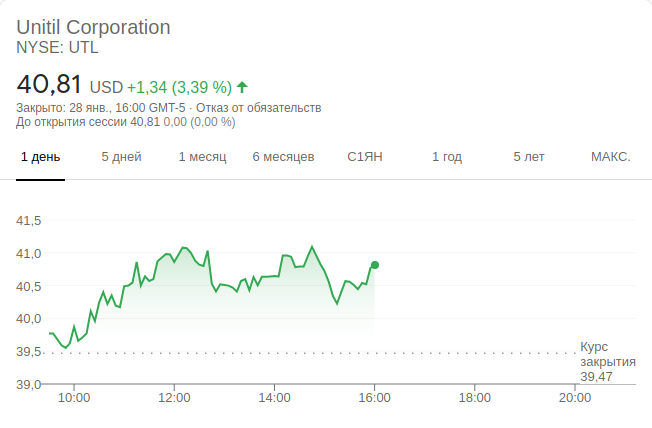 Unitil Corporation
NYSE: UTL
40,81 USD +1,34 (3,39 %)
Закрыто: 28 янв., 16:00 GMT-5 · Отказ от обязательств
До открытия сессии 40,81 0,00 (0,00 %)
1 день 5 дней 1 месяц 6 месяцев С1ЯН 1 год 5 лет МАКС.
41,5
41,0
40,5
40,0
39,5
Курс
закрытия
39,47
39,0
10:00 12:00 14:00 16:00 18:00 20:00